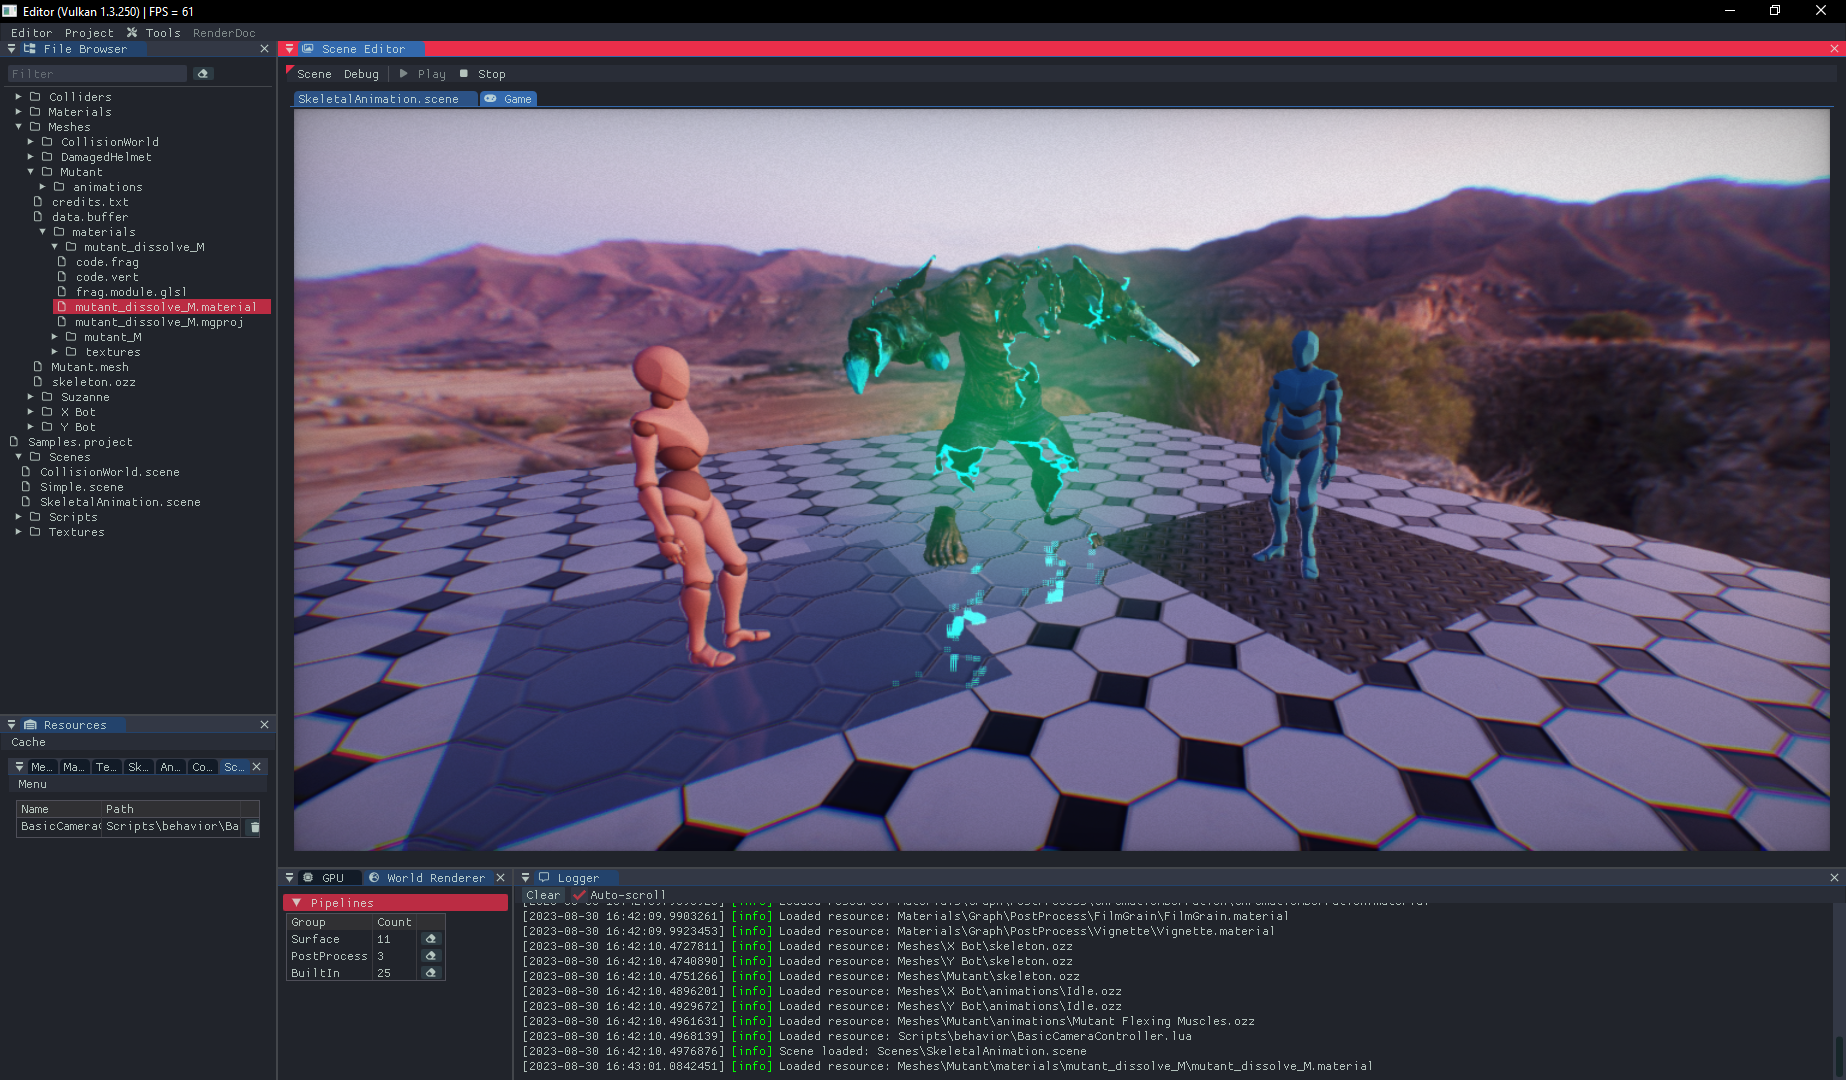 Editor (Vulkan 1.3.250) | FPS = 61
Editor Project Tools RenderDoc
File Browser
Filter
Colliders
Materials
Meshes
CollisionWorld
DamagedHelmet
Mutant
animations
credits.txt
data.buffer
materials
mutant_dissolve_M
code.frag
code.vert
frag.module.glsl
mutant_dissolve_M.material
mutant_dissolve_M.mgproj
mutant_M
textures
Mutant.mesh
skeleton.ozz
Suzanne
X Bot
Y Bot
Samples.project
Scenes
CollisionWorld.scene
Simple.scene
SkeletalAnimation.scene
Scripts
Textures
Resources
Cache
Me… Ma… Te… Sk… An… Co… Sc…
Menu
Name Path
BasicCamera Scripts\behavior\Ba
Scene Editor
Scene Debug Play Stop
SkeletalAnimation.scene Game
GPU World Renderer
Pipelines
Group Count
Surface 11
PostProcess 3
BuiltIn 25
Logger
Clear Auto-scroll
[2023-08-30 16:42:09.9903261] [info] Loaded resource: Materials\Graph\PostProcess\FilmGrain\FilmGrain.material
[2023-08-30 16:42:09.9923453] [info] Loaded resource: Materials\Graph\PostProcess\Vignette\Vignette.material
[2023-08-30 16:42:10.4727811] [info] Loaded resource: Meshes\X Bot\skeleton.ozz
[2023-08-30 16:42:10.4740890] [info] Loaded resource: Meshes\Y Bot\skeleton.ozz
[2023-08-30 16:42:10.4751266] [info] Loaded resource: Meshes\Mutant\skeleton.ozz
[2023-08-30 16:42:10.4896201] [info] Loaded resource: Meshes\X Bot\animations\Idle.ozz
[2023-08-30 16:42:10.4929672] [info] Loaded resource: Meshes\Y Bot\animations\Idle.ozz
[2023-08-30 16:42:10.4961631] [info] Loaded resource: Meshes\Mutant\animations\Mutant Flexing Muscles.ozz
[2023-08-30 16:42:10.4968139] [info] Loaded resource: Scripts\behavior\BasicCameraController.lua
[2023-08-30 16:42:10.4976876] [info] Scene loaded: Scenes\SkeletalAnimation.scene
[2023-08-30 16:43:01.0842451] [info] Loaded resource: Meshes\Mutant\materials\mutant_dissolve_M\mutant_dissolve_M.material